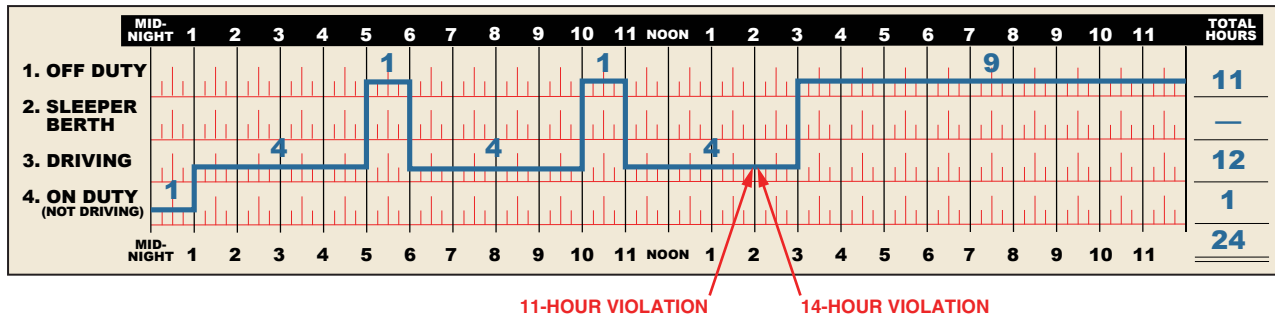 MID-
NIGHT 1 2 3 4 5 6 7 8 9 10 11 NOON 1 2 3 4 5 6 7 8 9 10 11 TOTAL
HOURS
1. OFF DUTY 1 1 9 11
2. SLEEPER
BERTH —
3. DRIVING 4 4 4 12
4. ON DUTY 1 1
(NOT DRIVING)
MID-
NIGHT 1 2 3 4 5 6 7 8 9 10 11 NOON 1 2 3 4 5 6 7 8 9 10 11 24
11-HOUR VIOLATION 14-HOUR VIOLATION